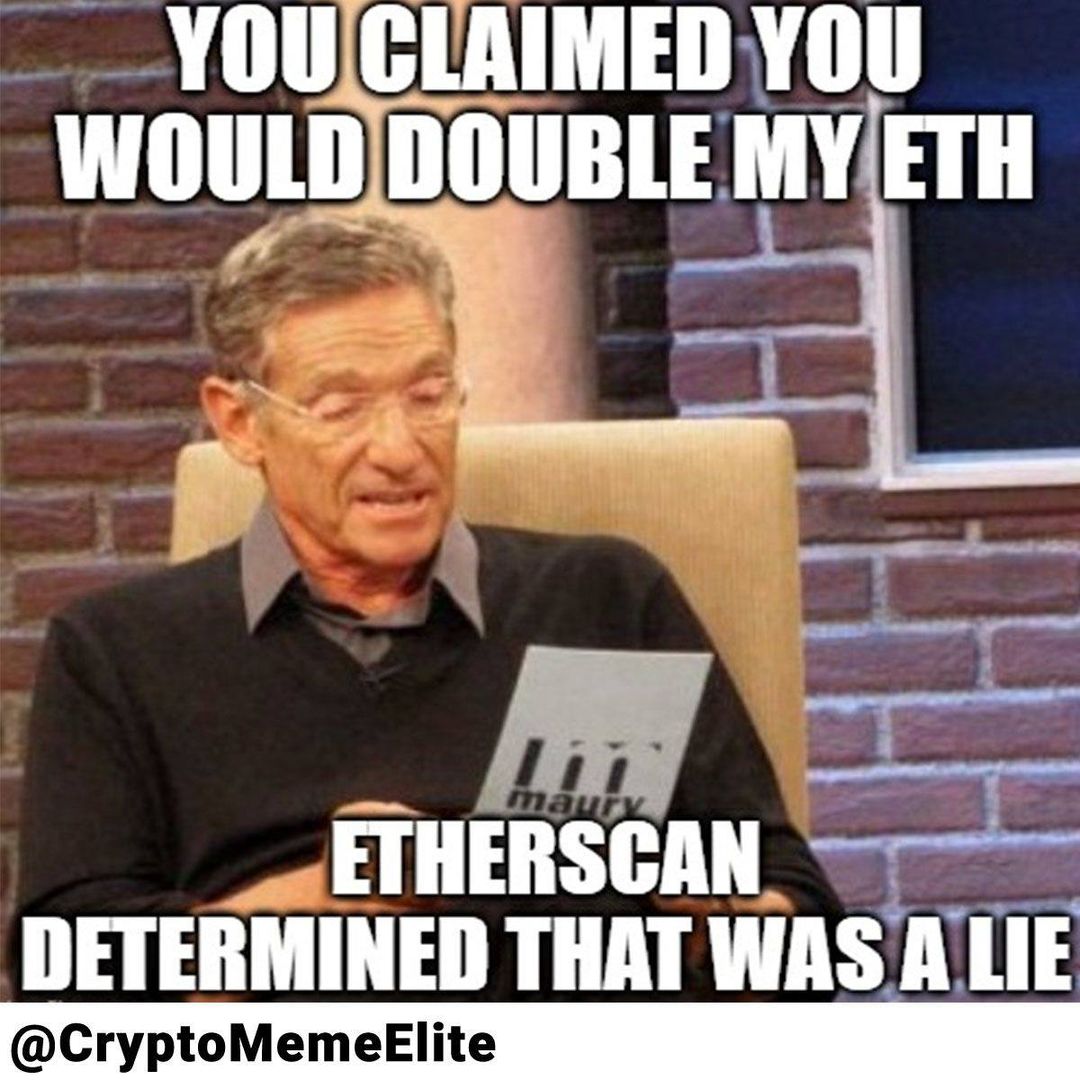 YOU CLAIMED YOU
WOULD DOUBLE MY ETH
maury
ETHERSCAN
DETERMINED THAT WAS A LIE
@CryptoMemeElite